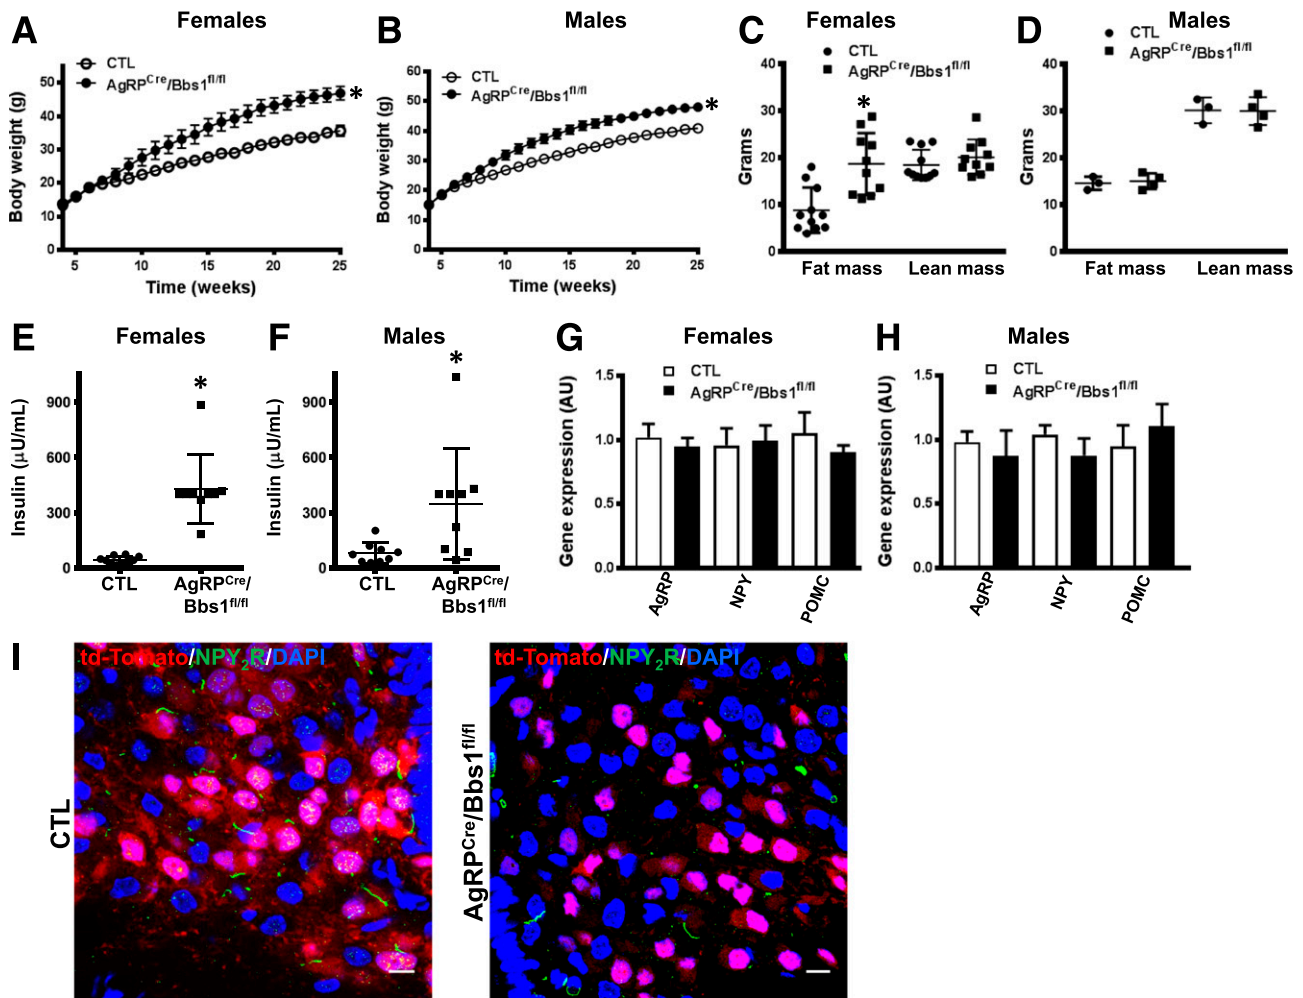 A Females
CTL
AgRPCre/Bbs1fl/fl
Body weight (g)
50
40
30
20
10
0
*
5 10 15 20 25
Time (weeks)
B Males
CTL
AgRPCre/Bbs1fl/fl
Body weight (g)
60
40
20
0
*
5 10 15 20 25
Time (weeks)
C Females
CTL
AgRPCre/Bbs1fl/fl
Grams
40
30
20
10
0
*
Fat mass Lean mass
D Males
CTL
AgRPCre/Bbs1fl/fl
Grams
40
30
20
10
0
Fat mass Lean mass
E Females
*
Insulin (µU/mL)
900
600
300
0
CTL AgRPCre/
Bbs1fl/fl
F Males
*
Insulin (µU/mL)
900
600
300
0
CTL AgRPCre/
Bbs1fl/fl
G Females
CTL
AgRPCre/Bbs1fl/fl
Gene expression (AU)
1.5
1.0
0.5
0.0
AgRP NPY POMC
H Males
CTL
AgRPCre/Bbs1fl/fl
Gene expression (AU)
1.5
1.0
0.5
0.0
AgRP NPY POMC
I
td-Tomato/NPY2R/DAPI
CTL
td-Tomato/NPY2R/DAPI
AgRPCre/Bbs1fl/fl